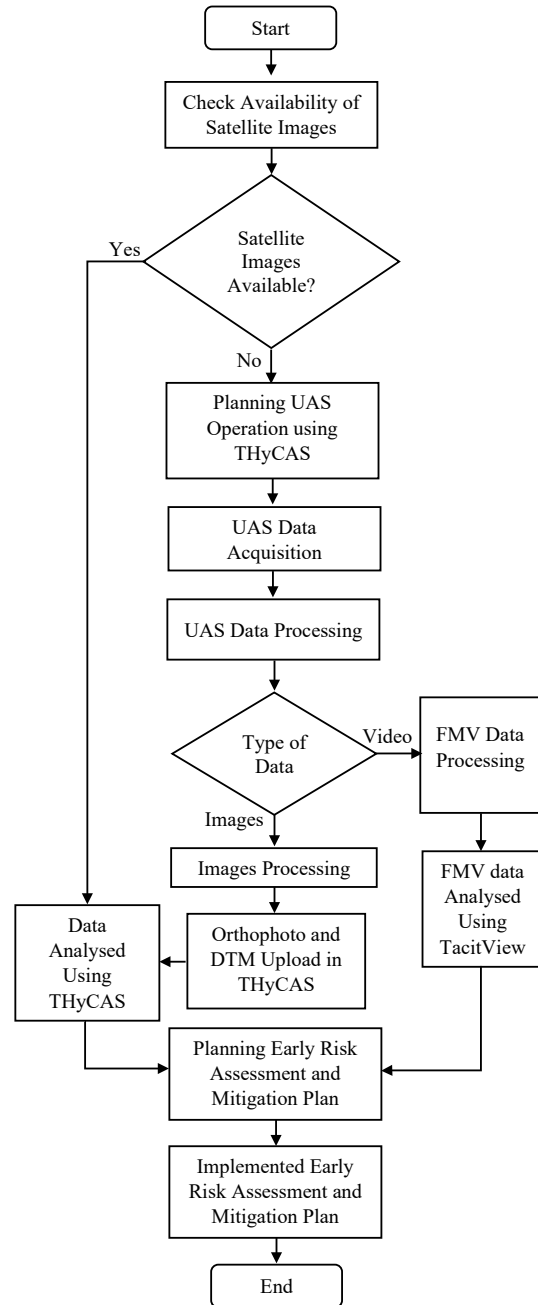 Start
Check Availability of
Satellite Images
Satellite
Images
Available?
Yes
No
Planning UAS
Operation using
THyCAS
UAS Data
Acquisition
UAS Data Processing
Type of
Data
Video
FMV Data
Processing
Images
Images Processing
FMV data
Analysed
Using
TacitView
Orthophoto and
DTM Upload in
THyCAS
Data
Analysed
Using
THyCAS
Planning Early Risk
Assessment and
Mitigation Plan
Implemented Early
Risk Assessment and
Mitigation Plan
End